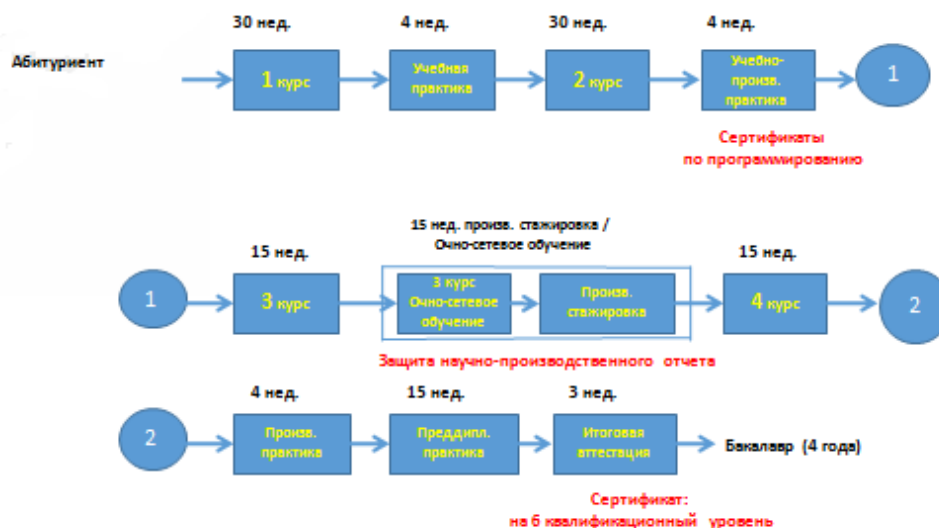 30 нед.
4 нед.
30 нед.
4 нед.
Абитуриент
1 курс
Учебная
практика
2 курс
Учебно-
произв.
практика
1
Сертификаты
по программированию
15 нед.
15 нед. произв. стажировка /
Очно-сетевое обучение
15 нед.
1
3 курс
3 курс
Очно-сетевое
обучение
Произв.
стажировка
4 курс
2
Защита научно-производственного отчета
4 нед.
15 нед.
3 нед.
2
Произв.
практика
Преддипл.
практика
Итоговая
аттестация
Бакалавр (4 года)
Сертификат:
на 6 квалификационный уровень